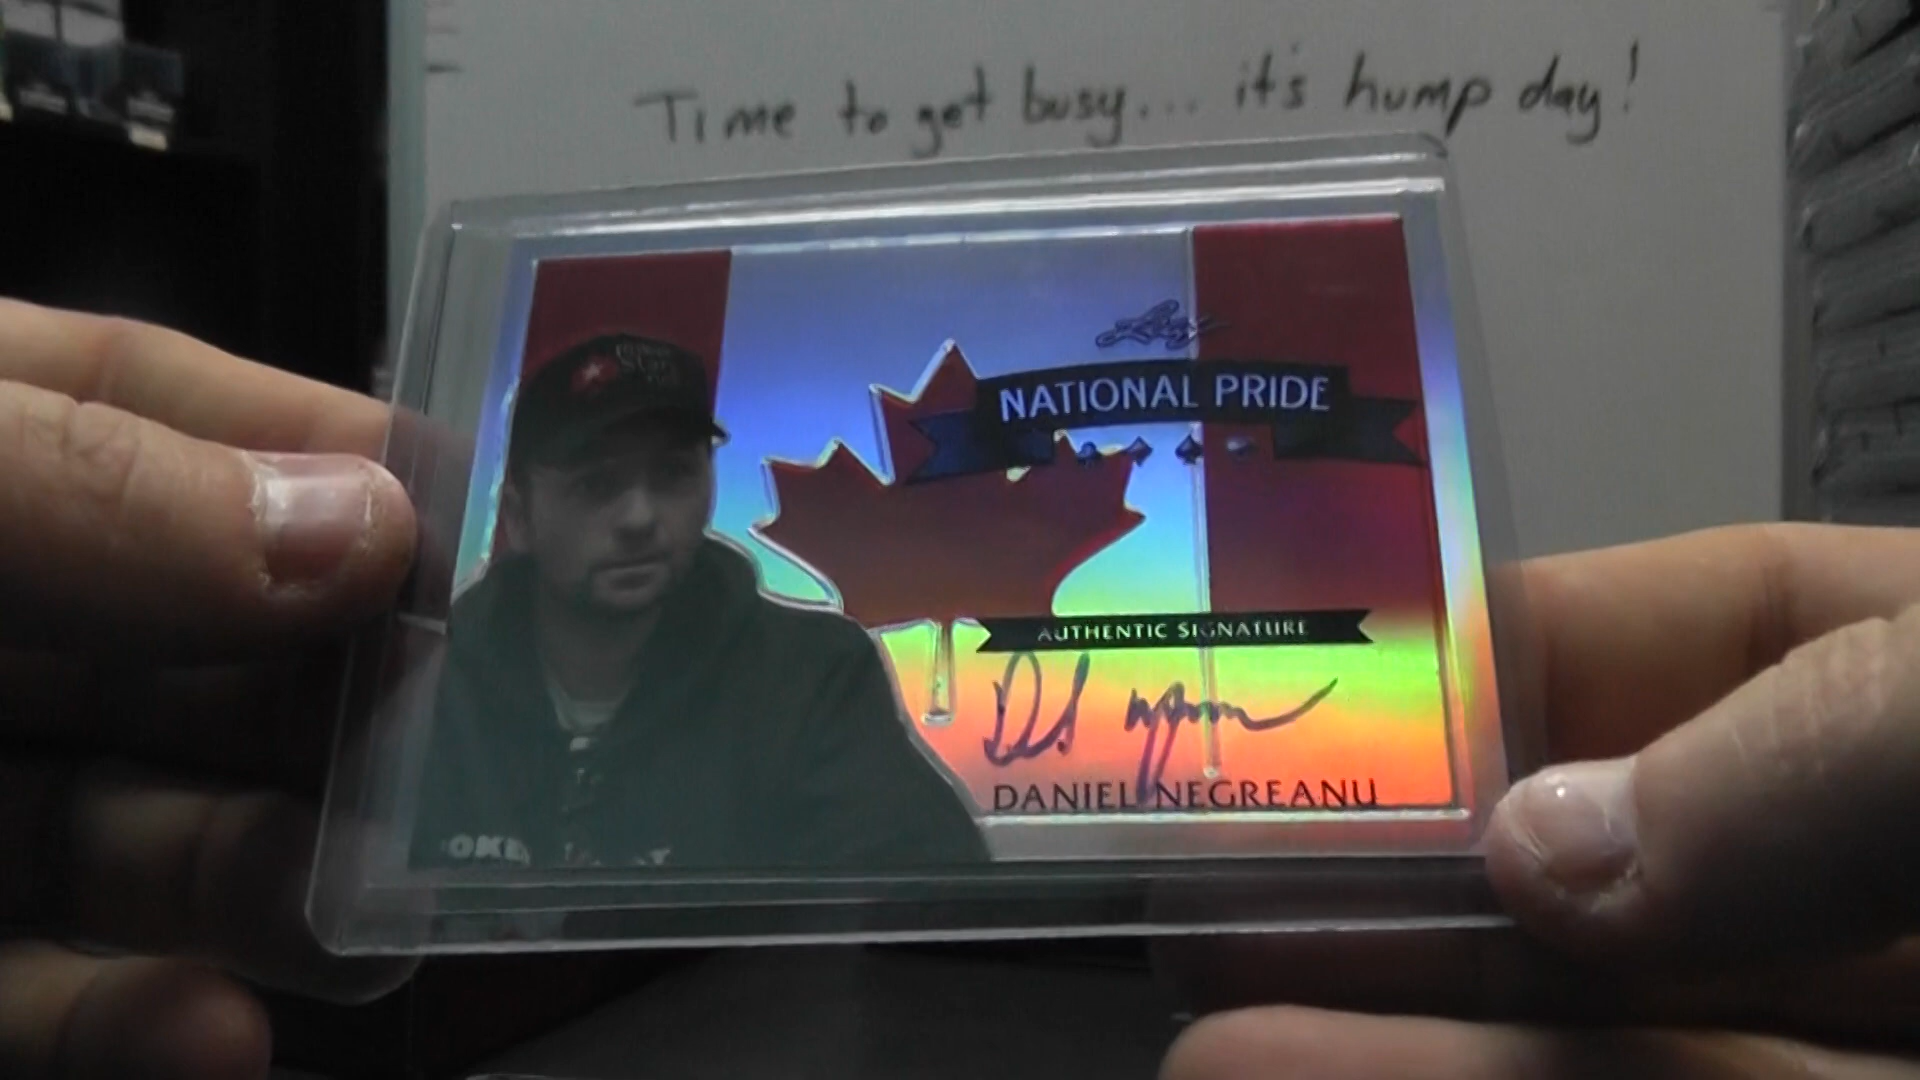 Time to get busy... it's hump day!
Leaf
NATIONAL PRIDE
AUTHENTIC SIGNATURE
DANIEL NEGREANU